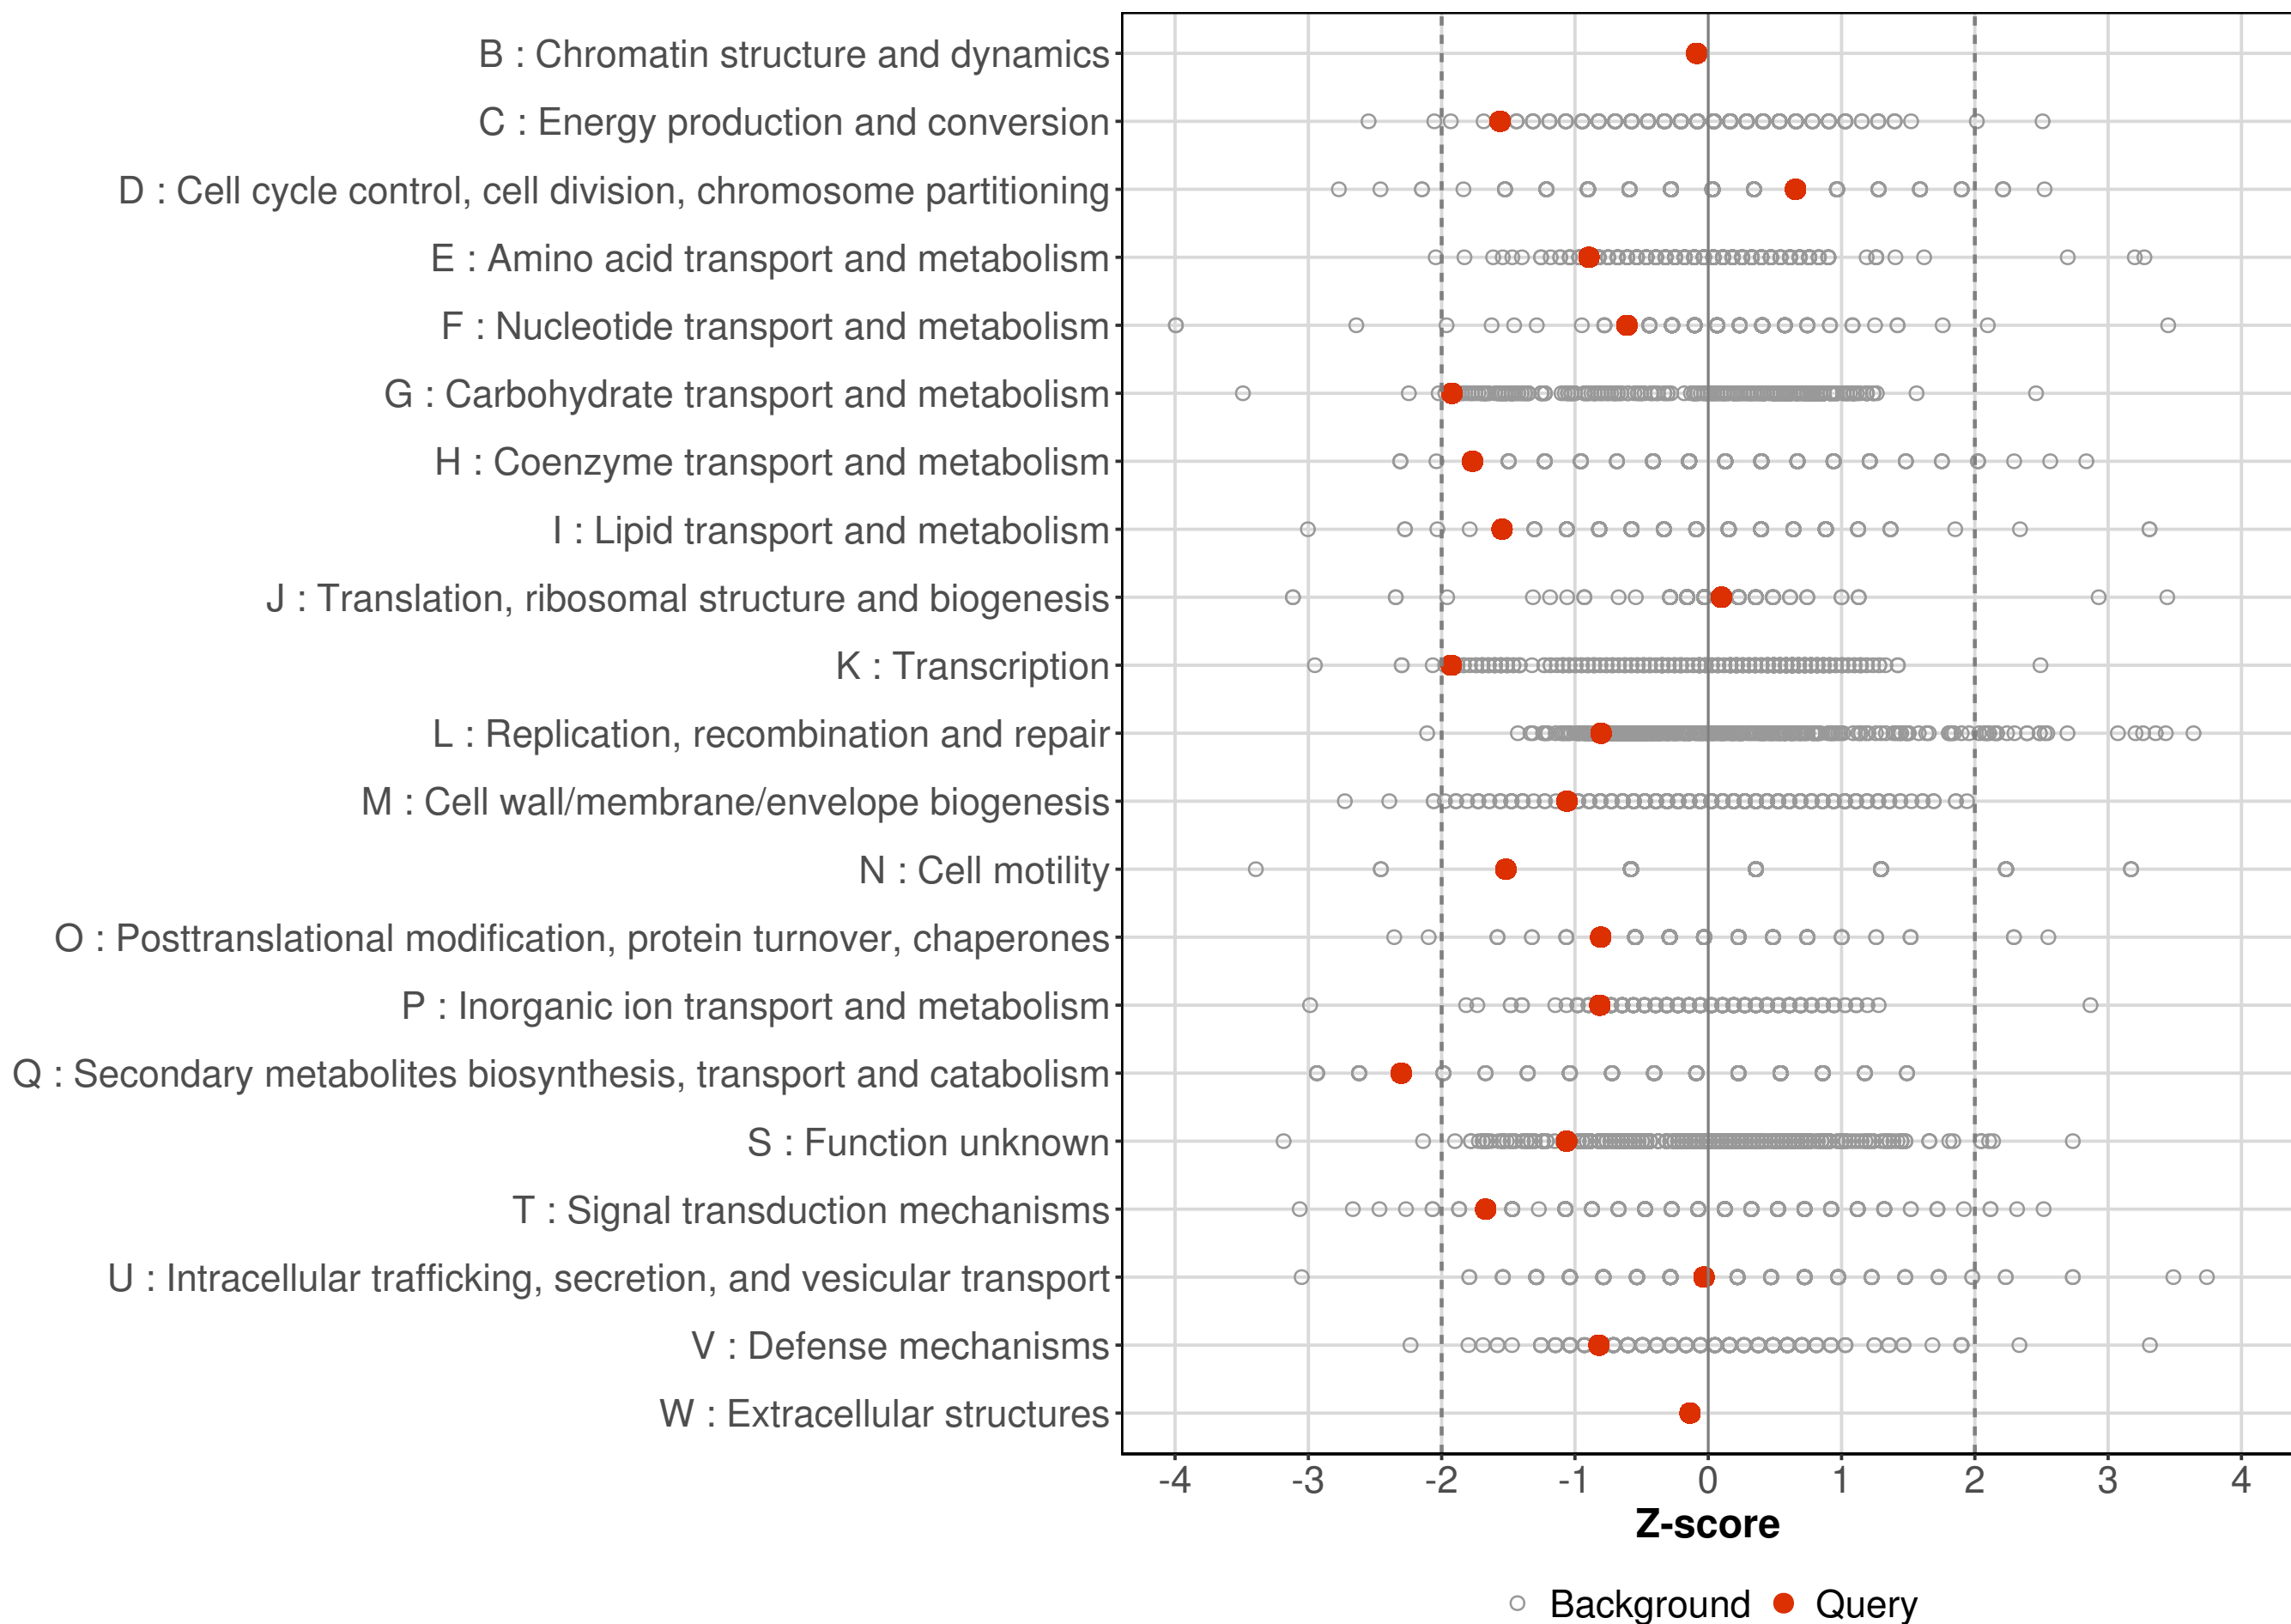 B : Chromatin structure and dynamics
C : Energy production and conversion
D : Cell cycle control, cell division, chromosome partitioning
E : Amino acid transport and metabolism
F : Nucleotide transport and metabolism
G : Carbohydrate transport and metabolism
H : Coenzyme transport and metabolism
I : Lipid transport and metabolism
J : Translation, ribosomal structure and biogenesis
K : Transcription
L : Replication, recombination and repair
M : Cell wall/membrane/envelope biogenesis
N : Cell motility
O : Posttranslational modification, protein turnover, chaperones
P : Inorganic ion transport and metabolism
Q : Secondary metabolites biosynthesis, transport and catabolism
S : Function unknown
T : Signal transduction mechanisms
U : Intracellular trafficking, secretion, and vesicular transport
V : Defense mechanisms
W : Extracellular structures
-4 -3 -2 -1 0 1 2 3 4
Z-score
Background Query